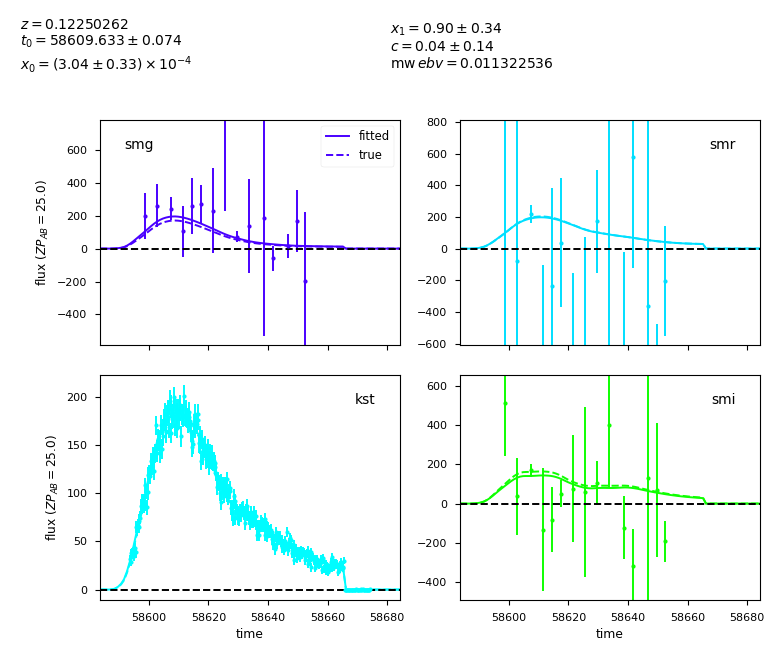 z = 0.12250262
t₀ = 58609.633 ± 0.074
x₀ = (3.04 ± 0.33) × 10⁻⁴
x₁ = 0.90 ± 0.34
c = 0.04 ± 0.14
mwebv = 0.011322536
smg
fitted
true
600
400
200
0
−200
−400
flux (ZP_AB = 25.0)
smr
800
600
400
200
0
−200
−400
−600
kst
200
150
100
50
0
flux (ZP_AB = 25.0)
58600 58620 58640 58660 58680
time
smi
600
400
200
0
−200
−400
58600 58620 58640 58660 58680
time